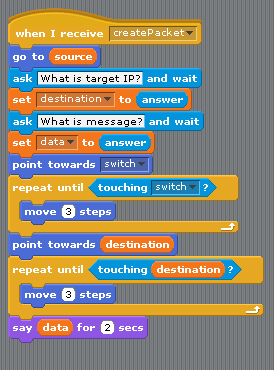 when I receive createPacket
go to source
ask What is target IP? and wait
set destination to answer
ask What is message? and wait
set data to answer
point towards switch
repeat until touching switch ?
move 3 steps
point towards destination
repeat until touching destination ?
move 3 steps
say data for 2 secs